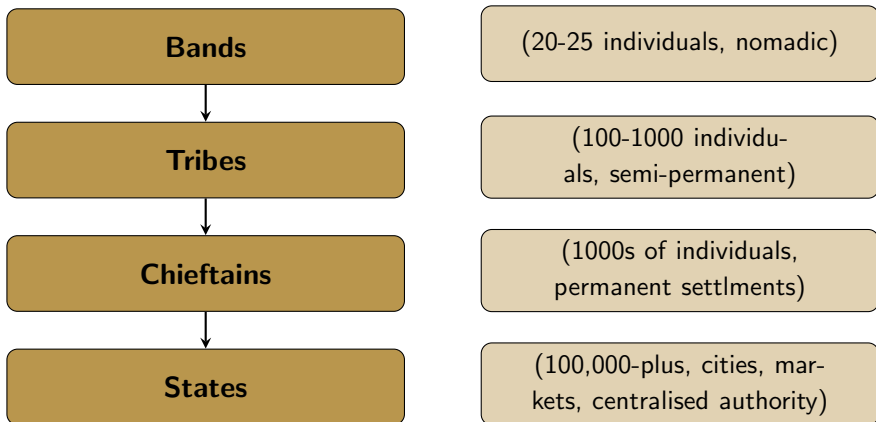 Bands
(20-25 individuals, nomadic)
Tribes
(100-1000 individu-
als, semi-permanent)
Chieftains
(1000s of individuals,
permanent settlments)
States
(100,000-plus, cities, mar-
kets, centralised authority)